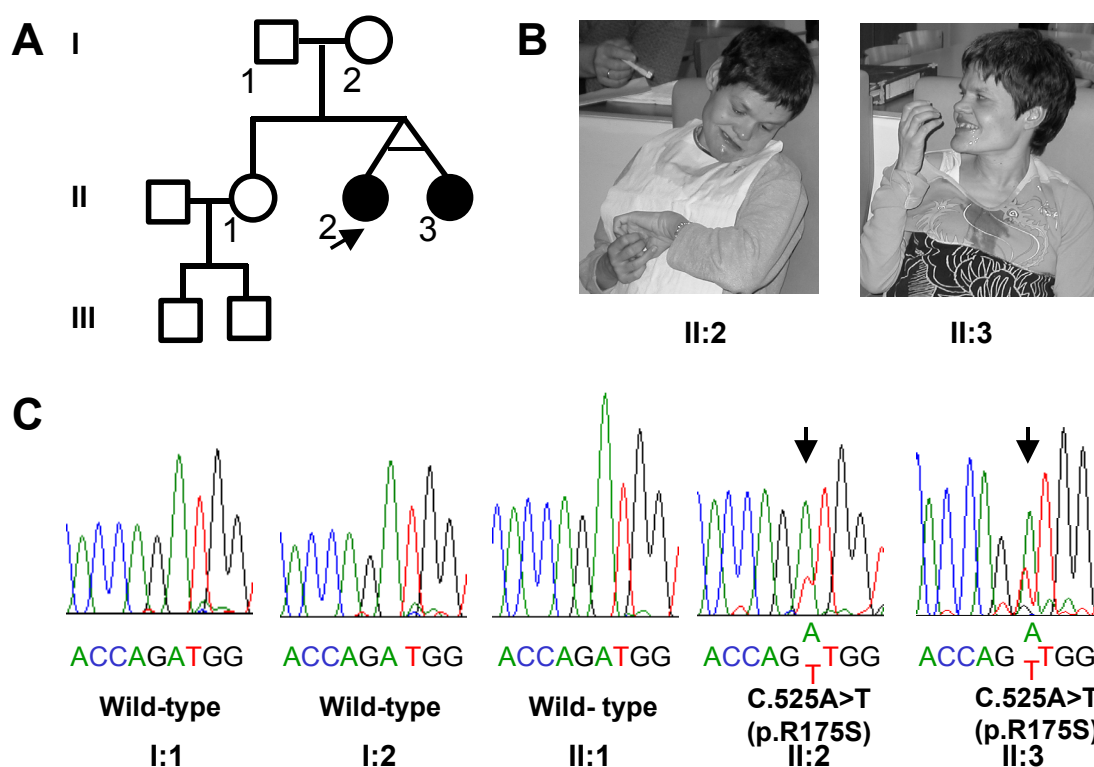 A
I
1
2
II
1
2
3
III
B
II:2
II:3
C
ACCAGATGG
Wild-type
I:1
ACCAGA TGG
Wild-type
I:2
ACCAGATGG
Wild- type
II:1
A
ACCAG TGG
T
C.525A>T
(p.R175S)
II:2
A
ACCAG TGG
T
C.525A>T
(p.R175S)
II:3